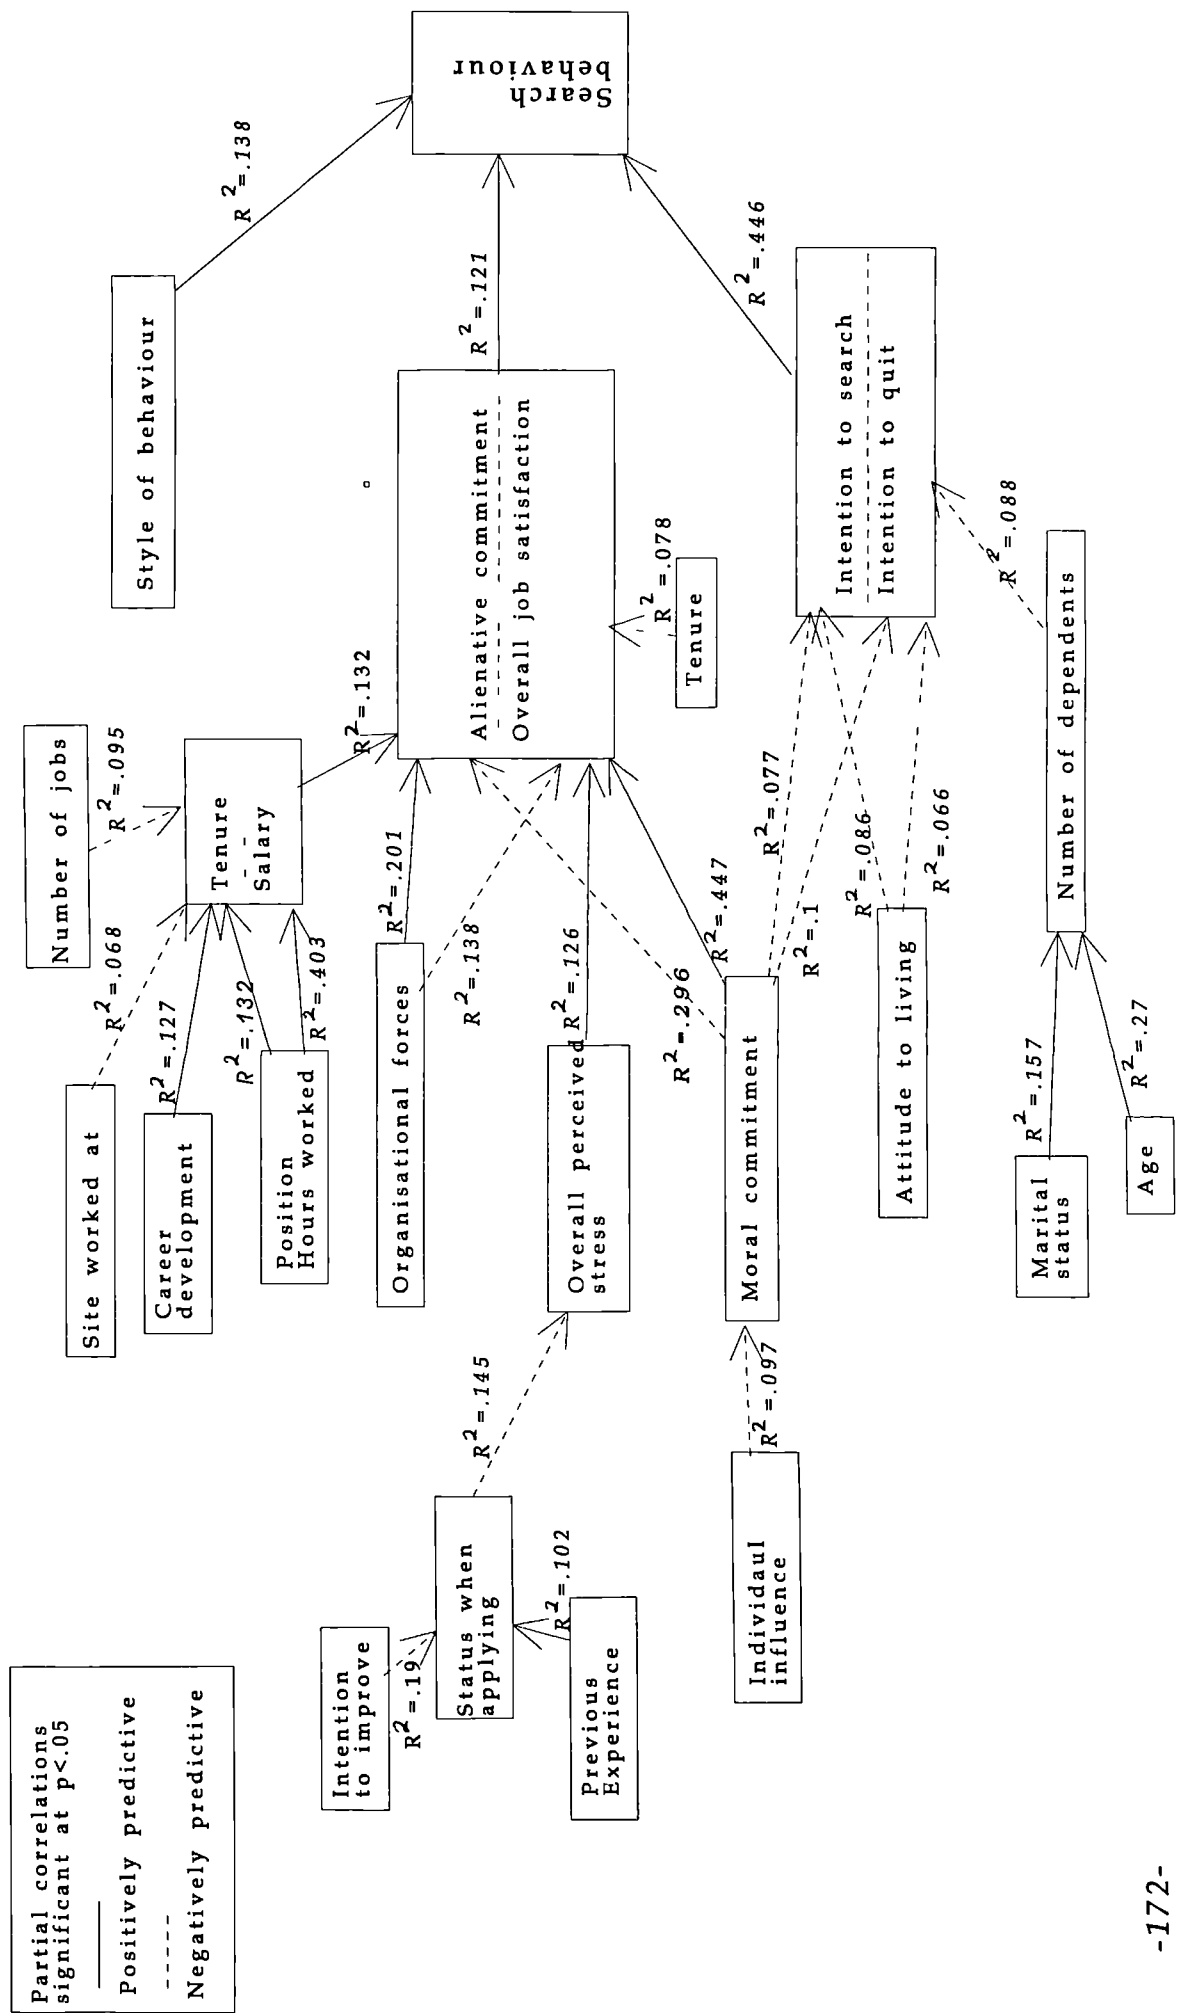 Partial correlations
significant at p<.05
Positively predictive
Negatively predictive
Number of jobs
R²=.095
Site worked at
R²=.068
Career
development
R²=.127
Position
Hours worked
R²=.132
R²=.403
Tenure
Salary
R²=.132
Style of behaviour
R²=.138
Search
behaviour
Organisational forces
R²=.201
R²=.138
Alienative commitment
Overall job satisfaction
R²=.121
Intention
to improve
R²=.19
Status when
applying
R²=.145
Previous
Experience
R²=.102
Overall perceived
stress
R²=.126
Tenure
R²=.078
Individaul
influence
R²=.097
Moral commitment
R²-.296
R²=.447
R²=.077
R²=.1
Attitude to living
R²=.086
R²=.066
Intention to search
Intention to quit
R²=.446
Marital
status
R²=.157
Age
R²=.27
Number of dependents
R²=.088
-172-